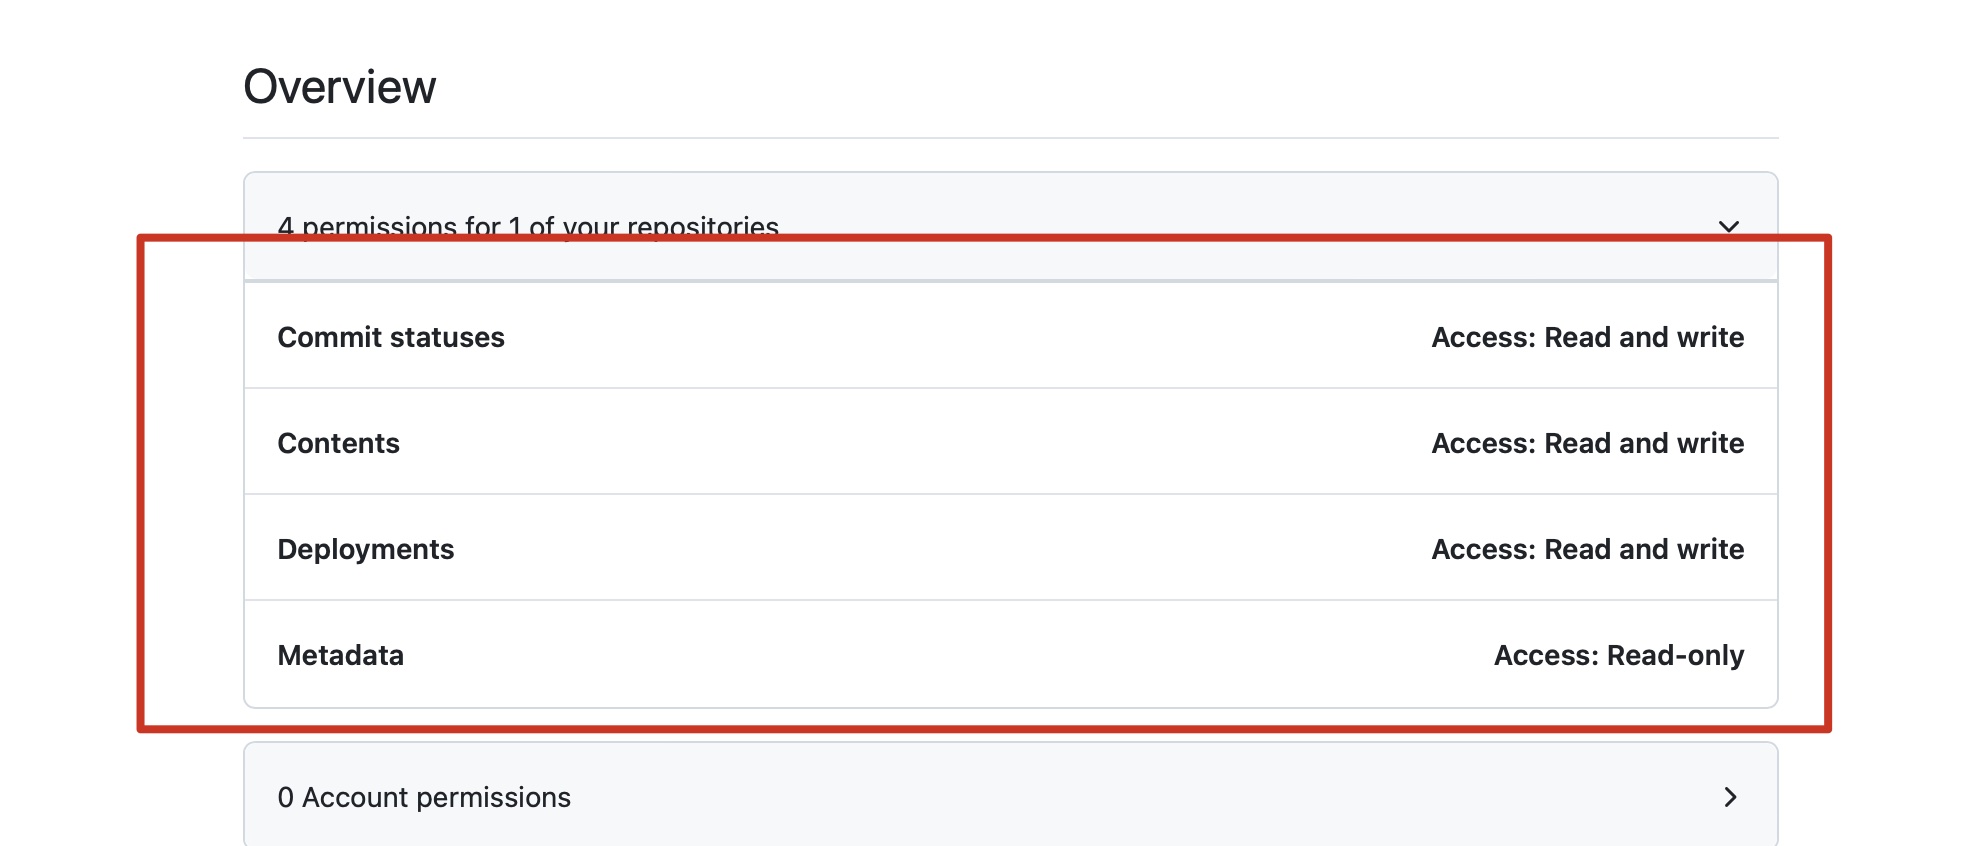 Overview
4 permissions for 1 of your repositories
Commit statuses Access: Read and write
Contents Access: Read and write
Deployments Access: Read and write
Metadata Access: Read-only
0 Account permissions